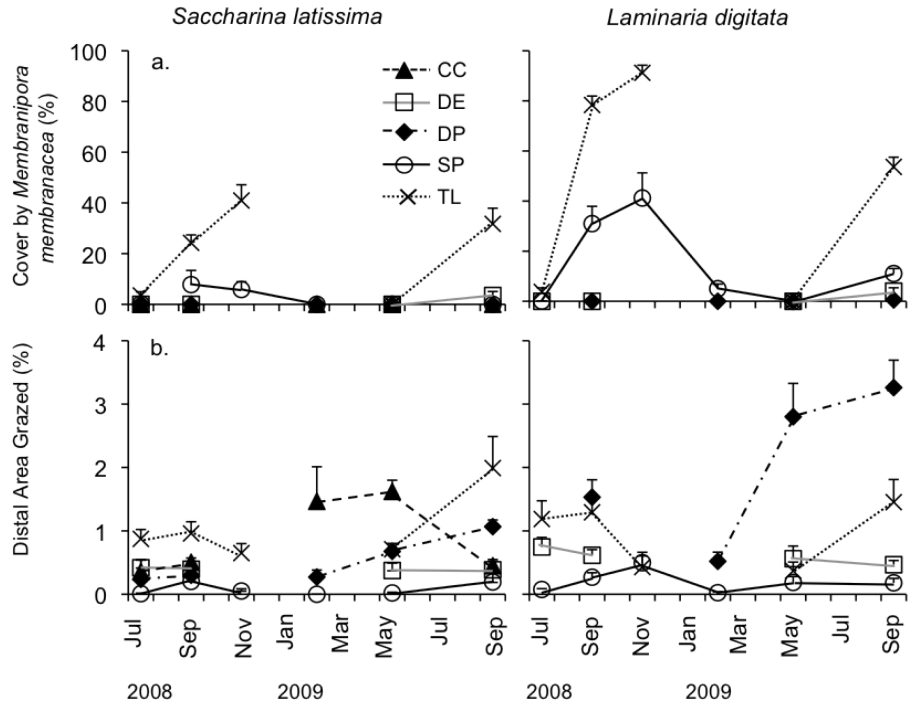 Saccharina latissima
Laminaria digitata
Cover by Membranipora
membranacea (%)
100
80
60
40
20
0
a.
CC
DE
DP
SP
TL
Distal Area Grazed (%)
4
3
2
1
0
b.
Jul
Sep
Nov
Jan
Mar
May
Jul
Sep
Jul
Sep
Nov
Jan
Mar
May
Jul
Sep
2008
2009
2008
2009